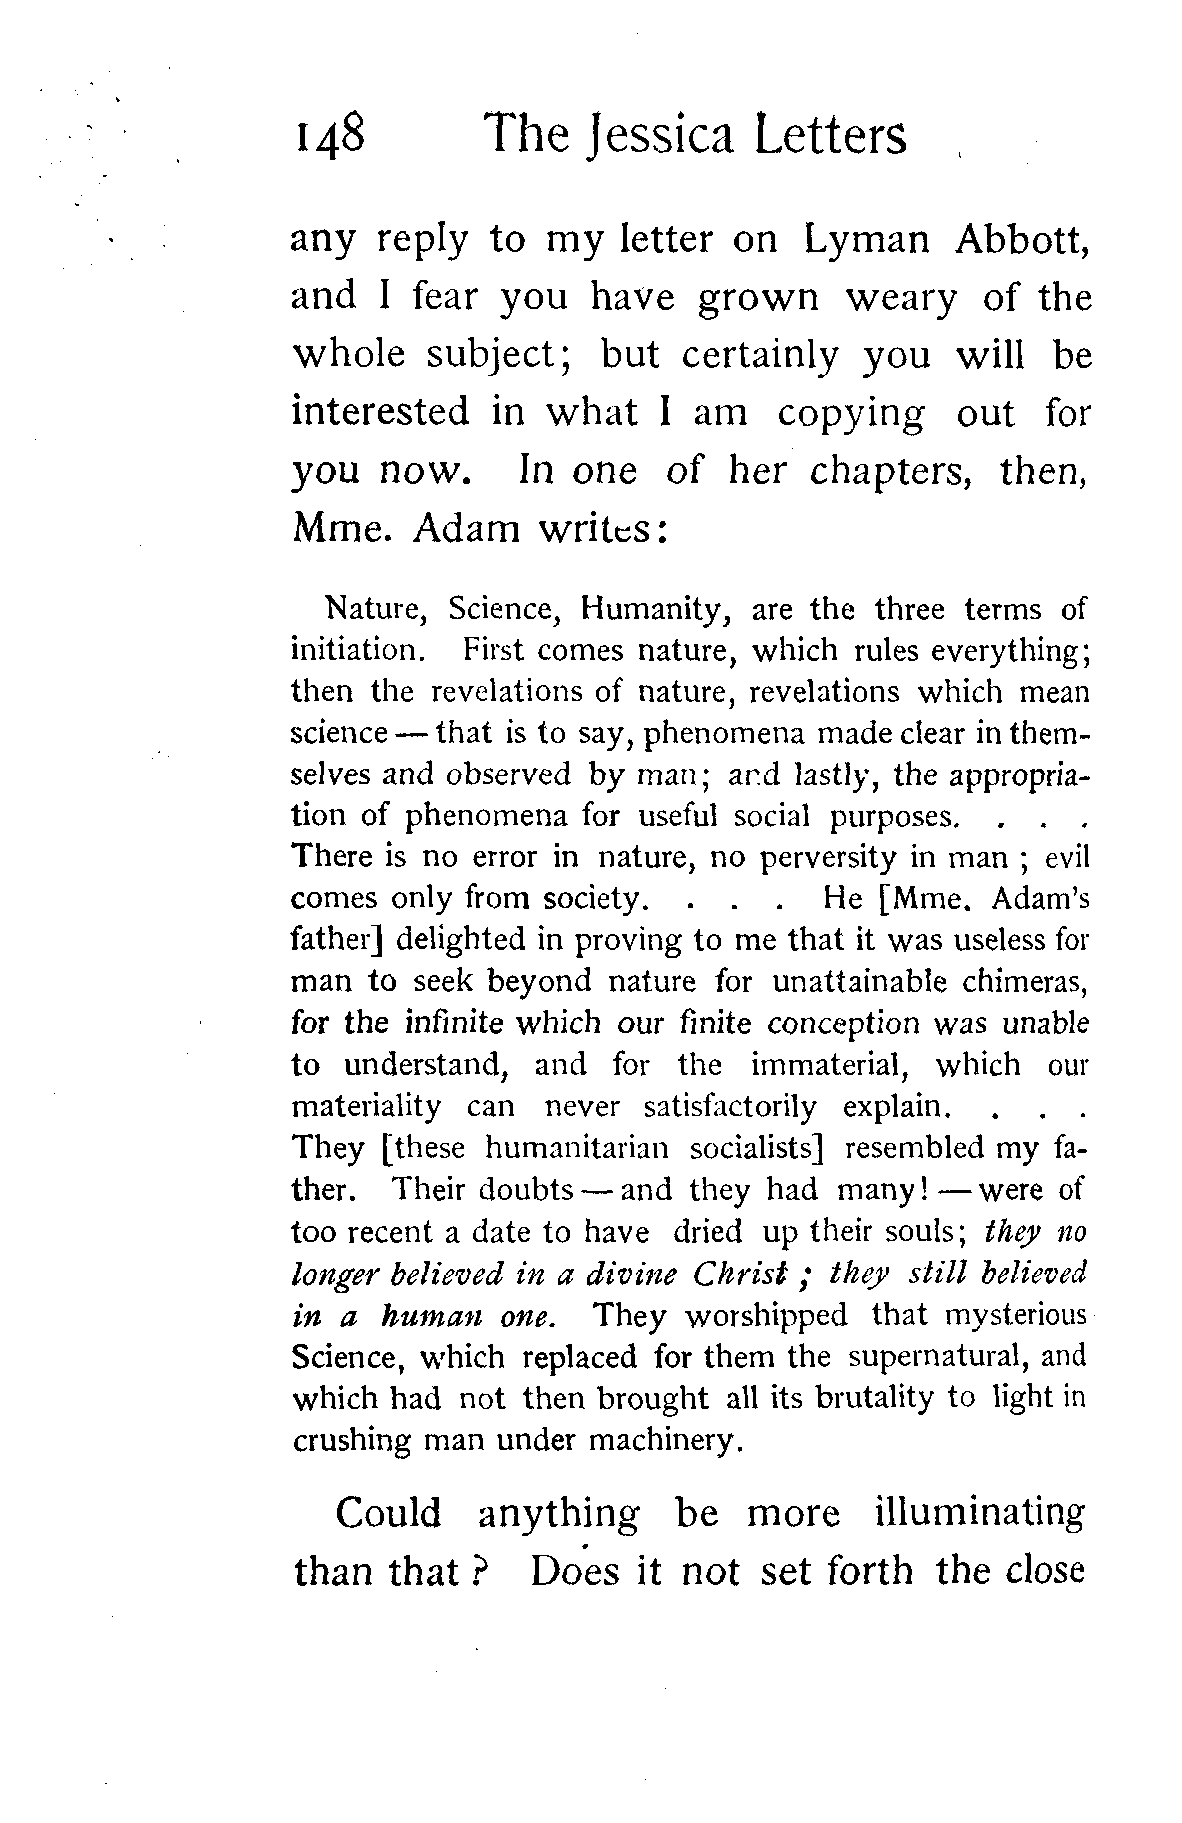 148 The Jessica Letters
any reply to my letter on Lyman Abbott,
and I fear you have grown weary of the
whole subject; but certainly you will be
interested in what I am copying out for
you now. In one of her chapters, then,
Mme. Adam writes:
Nature, Science, Humanity, are the three terms of
initiation. First comes nature, which rules everything;
then the revelations of nature, revelations which mean
science — that is to say, phenomena made clear in them-
selves and observed by man; and lastly, the appropria-
tion of phenomena for useful social purposes. . . .
There is no error in nature, no perversity in man ; evil
comes only from society. . . . He [Mme. Adam's
father] delighted in proving to me that it was useless for
man to seek beyond nature for unattainable chimeras,
for the infinite which our finite conception was unable
to understand, and for the immaterial, which our
materiality can never satisfactorily explain. . . .
They [these humanitarian socialists] resembled my fa-
ther. Their doubts — and they had many! — were of
too recent a date to have dried up their souls; they no
longer believed in a divine Christ ; they still believed
in a human one. They worshipped that mysterious
Science, which replaced for them the supernatural, and
which had not then brought all its brutality to light in
crushing man under machinery.
Could anything be more illuminating
than that ? Does it not set forth the close